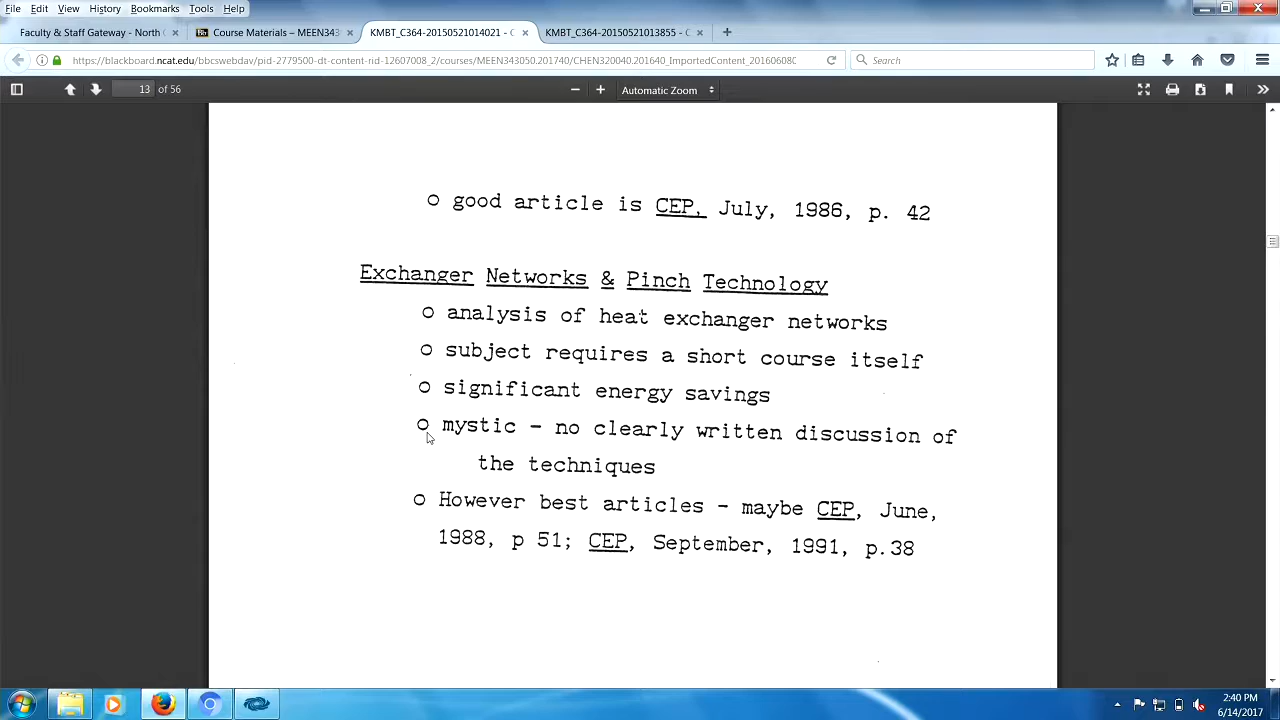 File Edit View History Bookmarks Tools Help
Faculty & Staff Gateway - North C
Course Materials – MEEN343
KMBT_C364-20150521014021 - C
KMBT_C364-20150521013855 - C
https://blackboard.ncat.edu/bbcswebdav/pid-2779500-dt-content-rid-12607008_2/courses/MEEN343050.201740/CHEN320040.201640_ImportedContent_201606080
Search
13 of 56
Automatic Zoom
o good article is CEP, July, 1986, p. 42
Exchanger Networks & Pinch Technology
o analysis of heat exchanger networks
o subject requires a short course itself
o significant energy savings
o mystic - no clearly written discussion of
the techniques
o However best articles - maybe CEP, June,
1988, p 51; CEP, September, 1991, p.38
2:40 PM
6/14/2017